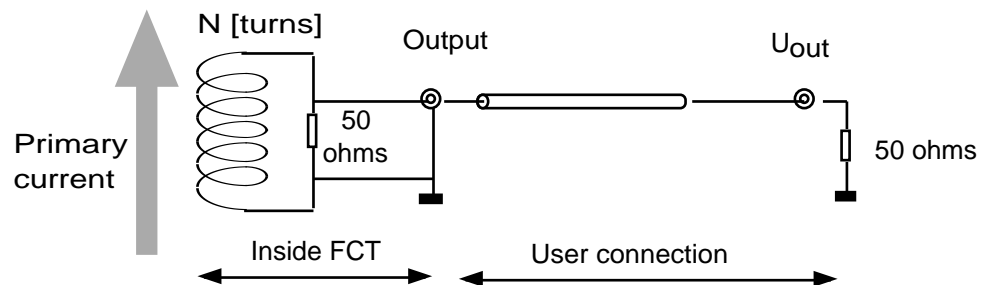 N [turns]
Output
Uout
50
ohms
Primary
current
50 ohms
Inside FCT
User connection